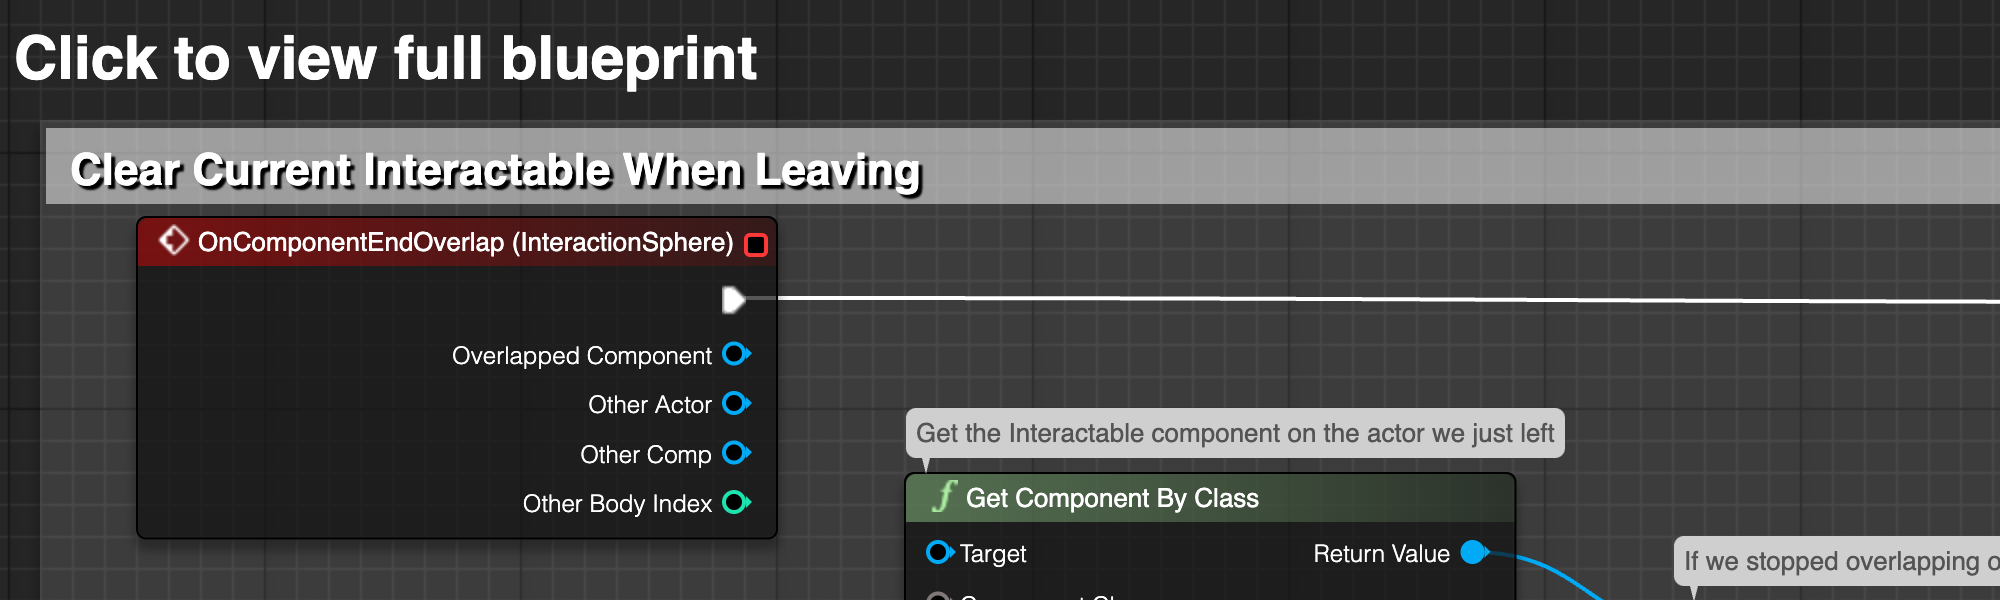 Click to view full blueprint
Clear Current Interactable When Leaving
OnComponentEndOverlap (InteractionSphere)
Overlapped Component
Other Actor
Other Comp
Other Body Index
Get the Interactable component on the actor we just left
Get Component By Class
Target
Return Value
If we stopped overlapping